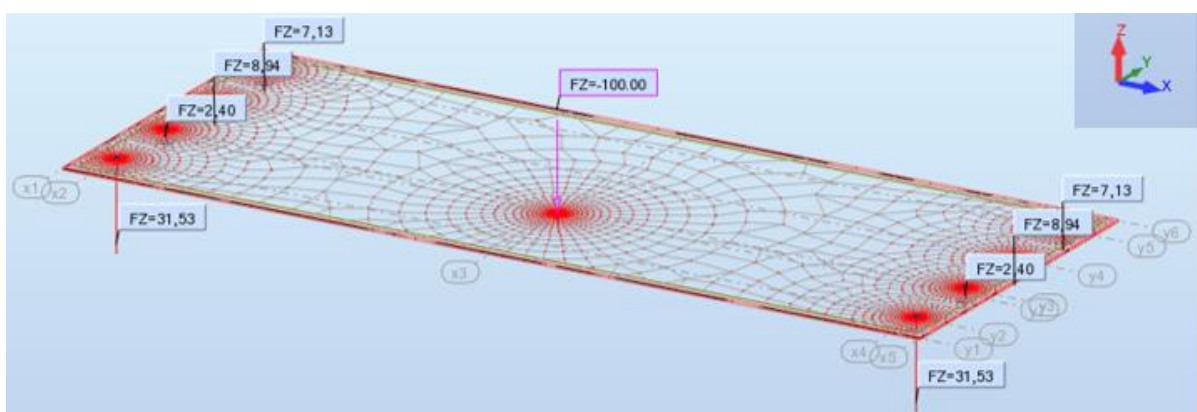 FZ=7,13
Z
Y
X
FZ=8,94
FZ=-100.00
FZ=2,40
x1
x2
FZ=7,13
FZ=31,53
FZ=8,94
y6
y5
x3
FZ=2,40
y4
y3
y2
x4
x5
y1
FZ=31,53